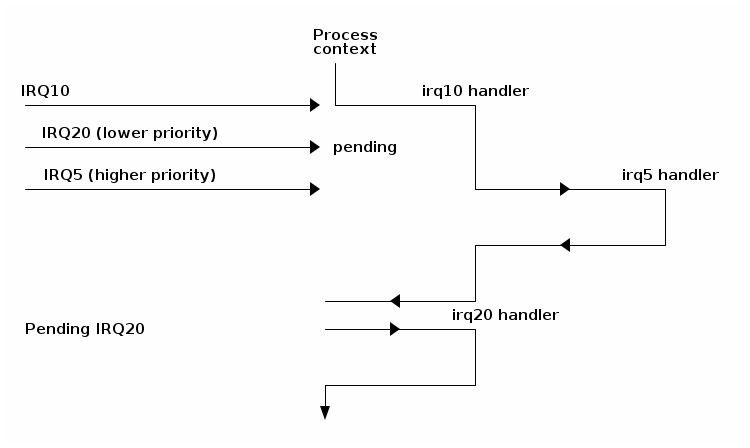 Process
context
IRQ10
irq10 handler
IRQ20 (lower priority)
pending
IRQ5 (higher priority)
irq5 handler
irq20 handler
Pending IRQ20